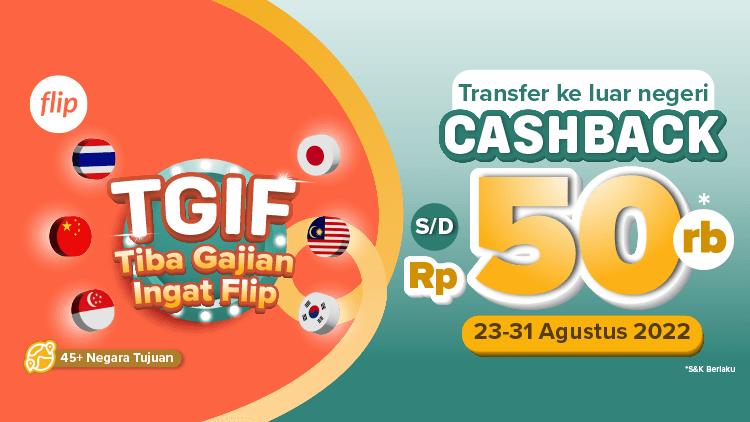 flip
TGIF
Tiba Gajian
Ingat Flip
45+ Negara Tujuan
Transfer ke luar negeri
CASHBACK
S/D
Rp 50 rb*
23-31 Agustus 2022
*S&K Berlaku